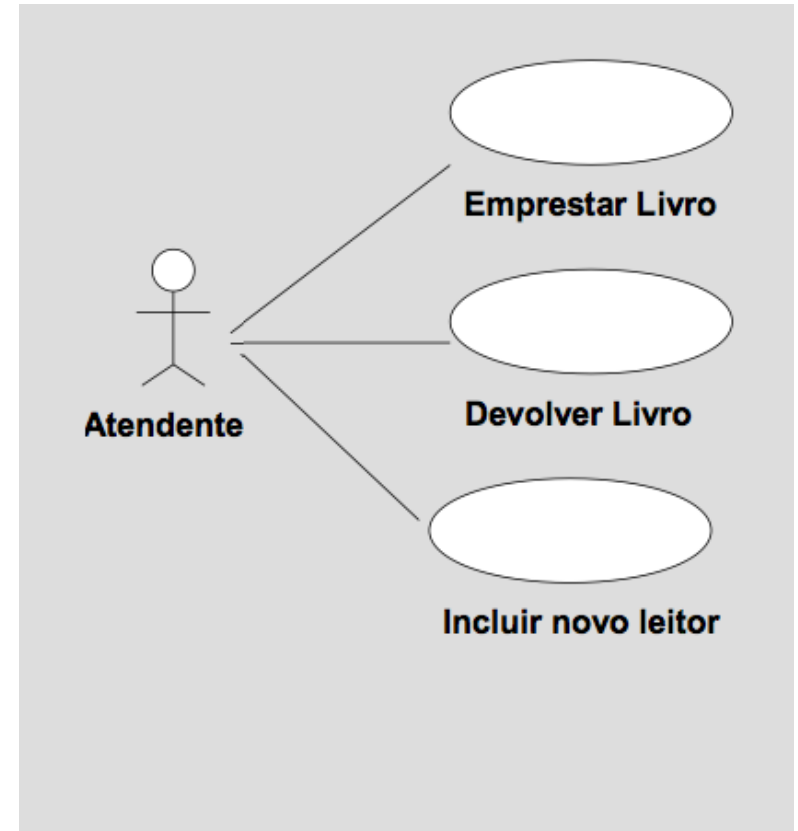 Emprestar Livro
Devolver Livro
Atendente
Incluir novo leitor